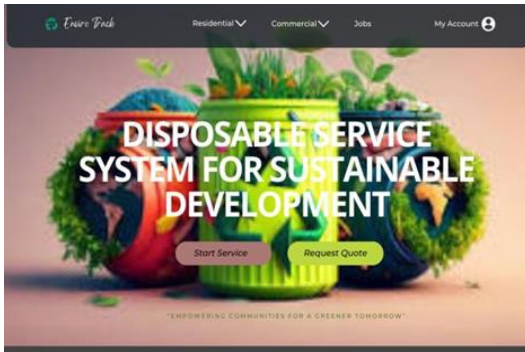 Enviro Track
Residential
Commercial
Jobs
My Account
DISPOSABLE SERVICE
SYSTEM FOR SUSTAINABLE
DEVELOPMENT
Start Service
Request Quote
"EMPOWERING COMMUNITIES FOR A GREENER TOMORROW"